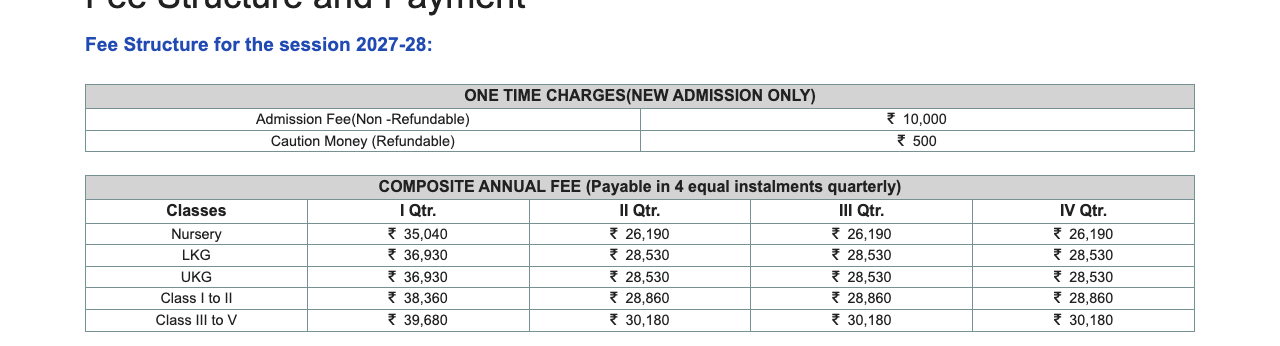 Fee Structure and Payment
Fee Structure for the session 2027-28:
ONE TIME CHARGES(NEW ADMISSION ONLY)
Admission Fee(Non -Refundable) ₹ 10,000
Caution Money (Refundable) ₹ 500
COMPOSITE ANNUAL FEE (Payable in 4 equal instalments quarterly)
Classes I Qtr. II Qtr. III Qtr. IV Qtr.
Nursery ₹ 35,040 ₹ 26,190 ₹ 26,190 ₹ 26,190
LKG ₹ 36,930 ₹ 28,530 ₹ 28,530 ₹ 28,530
UKG ₹ 36,930 ₹ 28,530 ₹ 28,530 ₹ 28,530
Class I to II ₹ 38,360 ₹ 28,860 ₹ 28,860 ₹ 28,860
Class III to V ₹ 39,680 ₹ 30,180 ₹ 30,180 ₹ 30,180